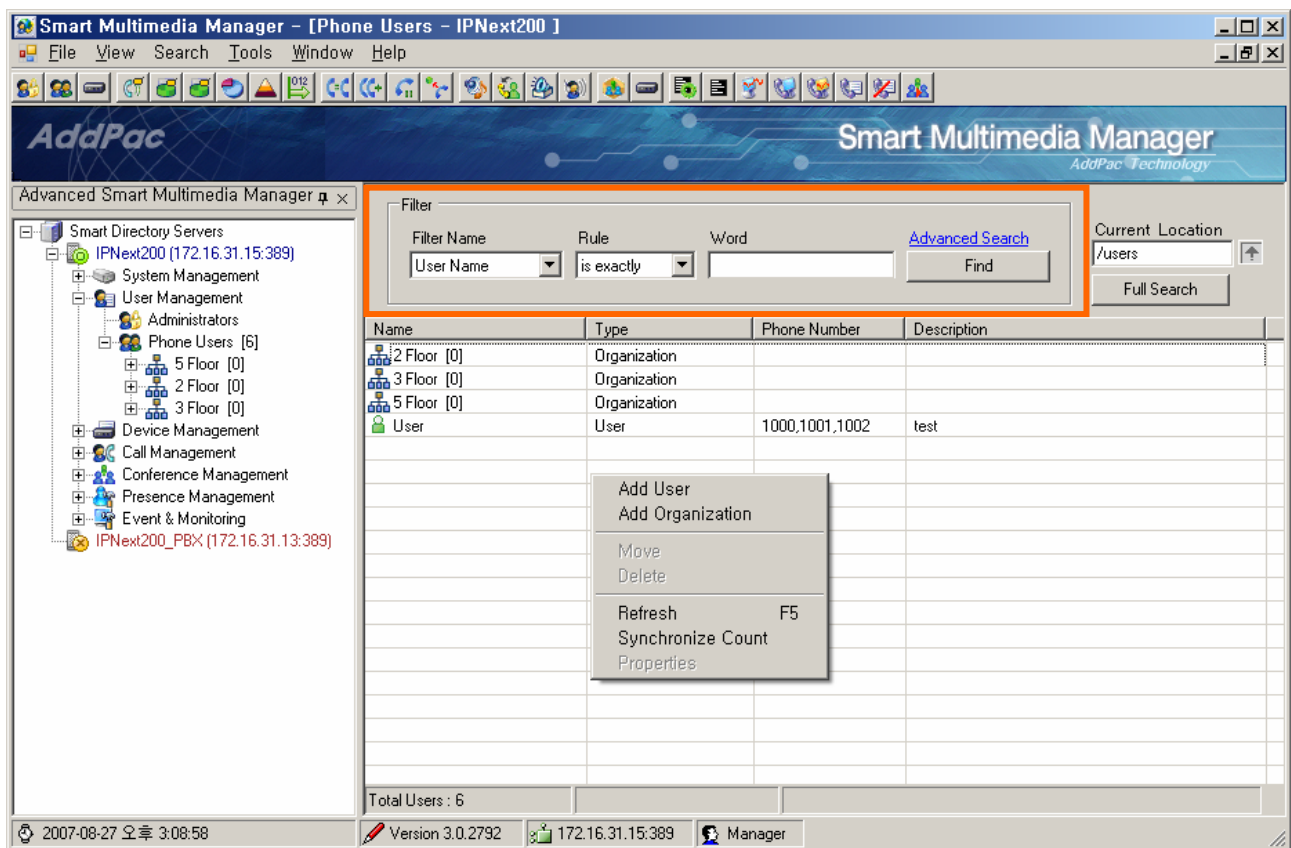 Smart Multimedia Manager - [Phone Users - IPNext200 ]
File View Search Tools Window Help
012
AddPac
Smart Multimedia Manager
AddPac Technology
Advanced Smart Multimedia Manager
Smart Directory Servers
IPNext200 (172.16.31.15:389)
System Management
User Management
Administrators
Phone Users [6]
5 Floor [0]
2 Floor [0]
3 Floor [0]
Device Management
Call Management
Conference Management
Presence Management
Event & Monitoring
IPNext200_PBX (172.16.31.13:389)
Filter
Filter Name Rule Word Advanced Search
User Name is exactly Find
Current Location
/users
Full Search
Name Type Phone Number Description
2 Floor [0] Organization
3 Floor [0] Organization
5 Floor [0] Organization
User User 1000,1001,1002 test
Add User
Add Organization
Move
Delete
Refresh F5
Synchronize Count
Properties
Total Users : 6
2007-08-27 오후 3:08:58 Version 3.0.2792 172.16.31.15:389 Manager